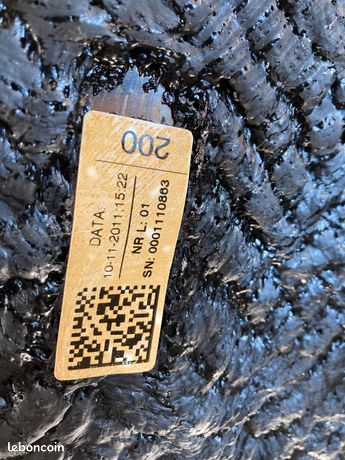 200
DATA:
10-11-2011;15:22
NR L: 01
SN: 0001110863
leboncoin